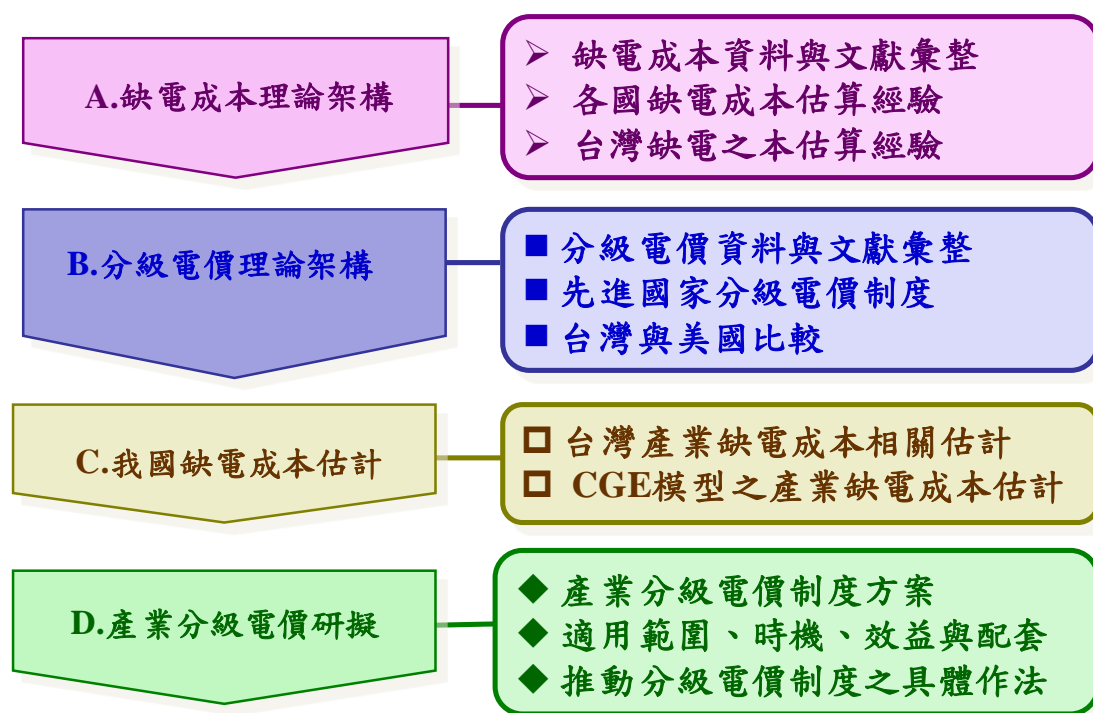 A.缺電成本理論架構
➢ 缺電成本資料與文獻彙整
➢ 各國缺電成本估算經驗
➢ 台灣缺電之本估算經驗
B.分級電價理論架構
■ 分級電價資料與文獻彙整
■ 先進國家分級電價制度
■ 台灣與美國比較
C.我國缺電成本估計
□ 台灣產業缺電成本相關估計
□ CGE模型之產業缺電成本估計
D.產業分級電價研擬
◆ 產業分級電價制度方案
◆ 適用範圍、時機、效益與配套
◆ 推動分級電價制度之具體作法